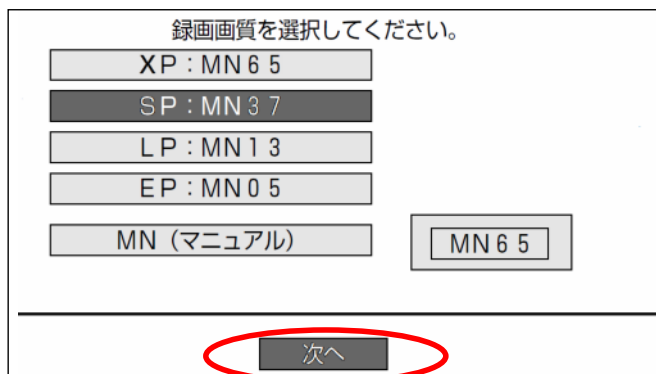 録画画質を選択してください。
ＸＰ：ＭＮ６５
ＳＰ：ＭＮ３７
ＬＰ：ＭＮ１３
ＥＰ：ＭＮ０５
ＭＮ（マニュアル）
ＭＮ６５
次へ